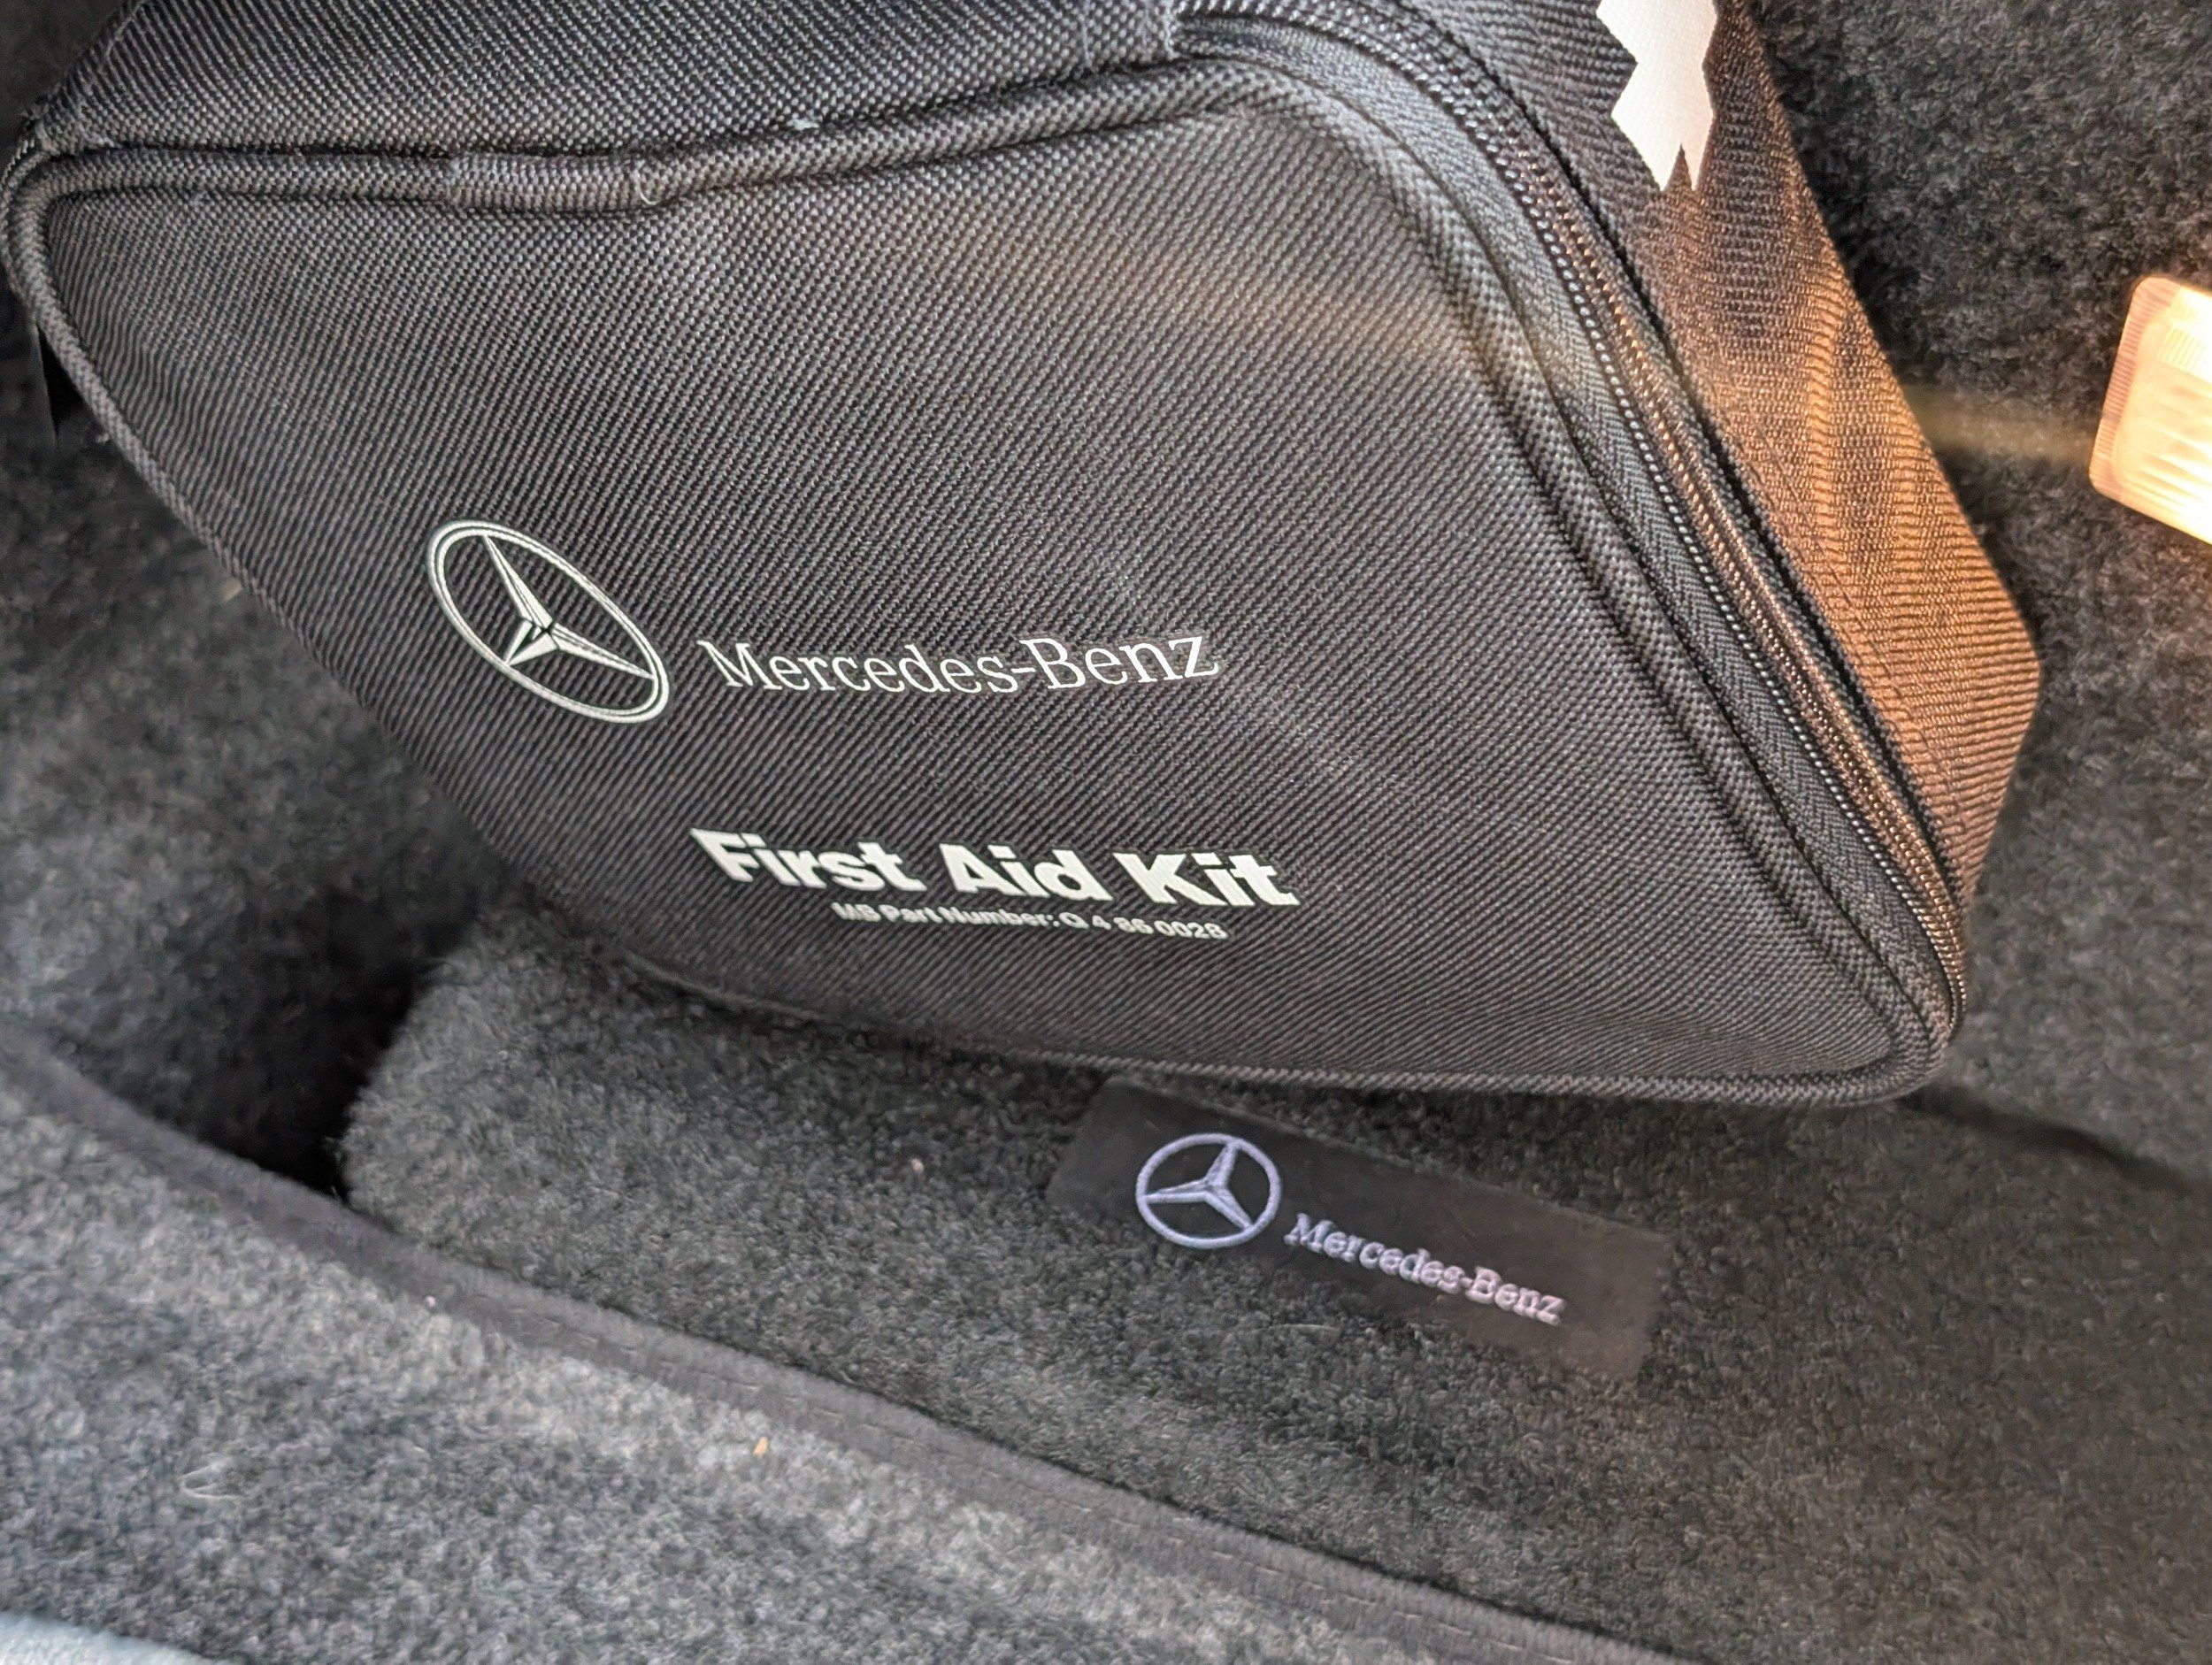 Mercedes-Benz
First Aid Kit
MB Part Number: Q 4 86 0028
Mercedes-Benz